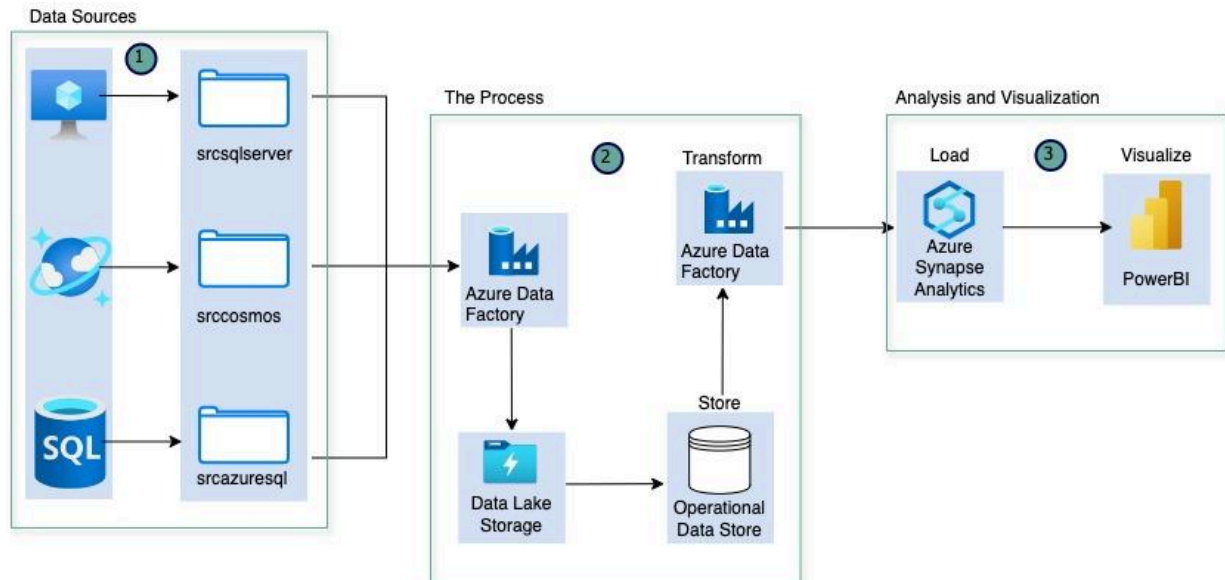 Data Sources
1
srcsqlserver
srccosmos
SQL
srcazuresql
The Process
2
Azure Data
Factory
Data Lake
Storage
Store
Operational
Data Store
Transform
Azure Data
Factory
Analysis and Visualization
3
Load
Azure
Synapse
Analytics
Visualize
PowerBI